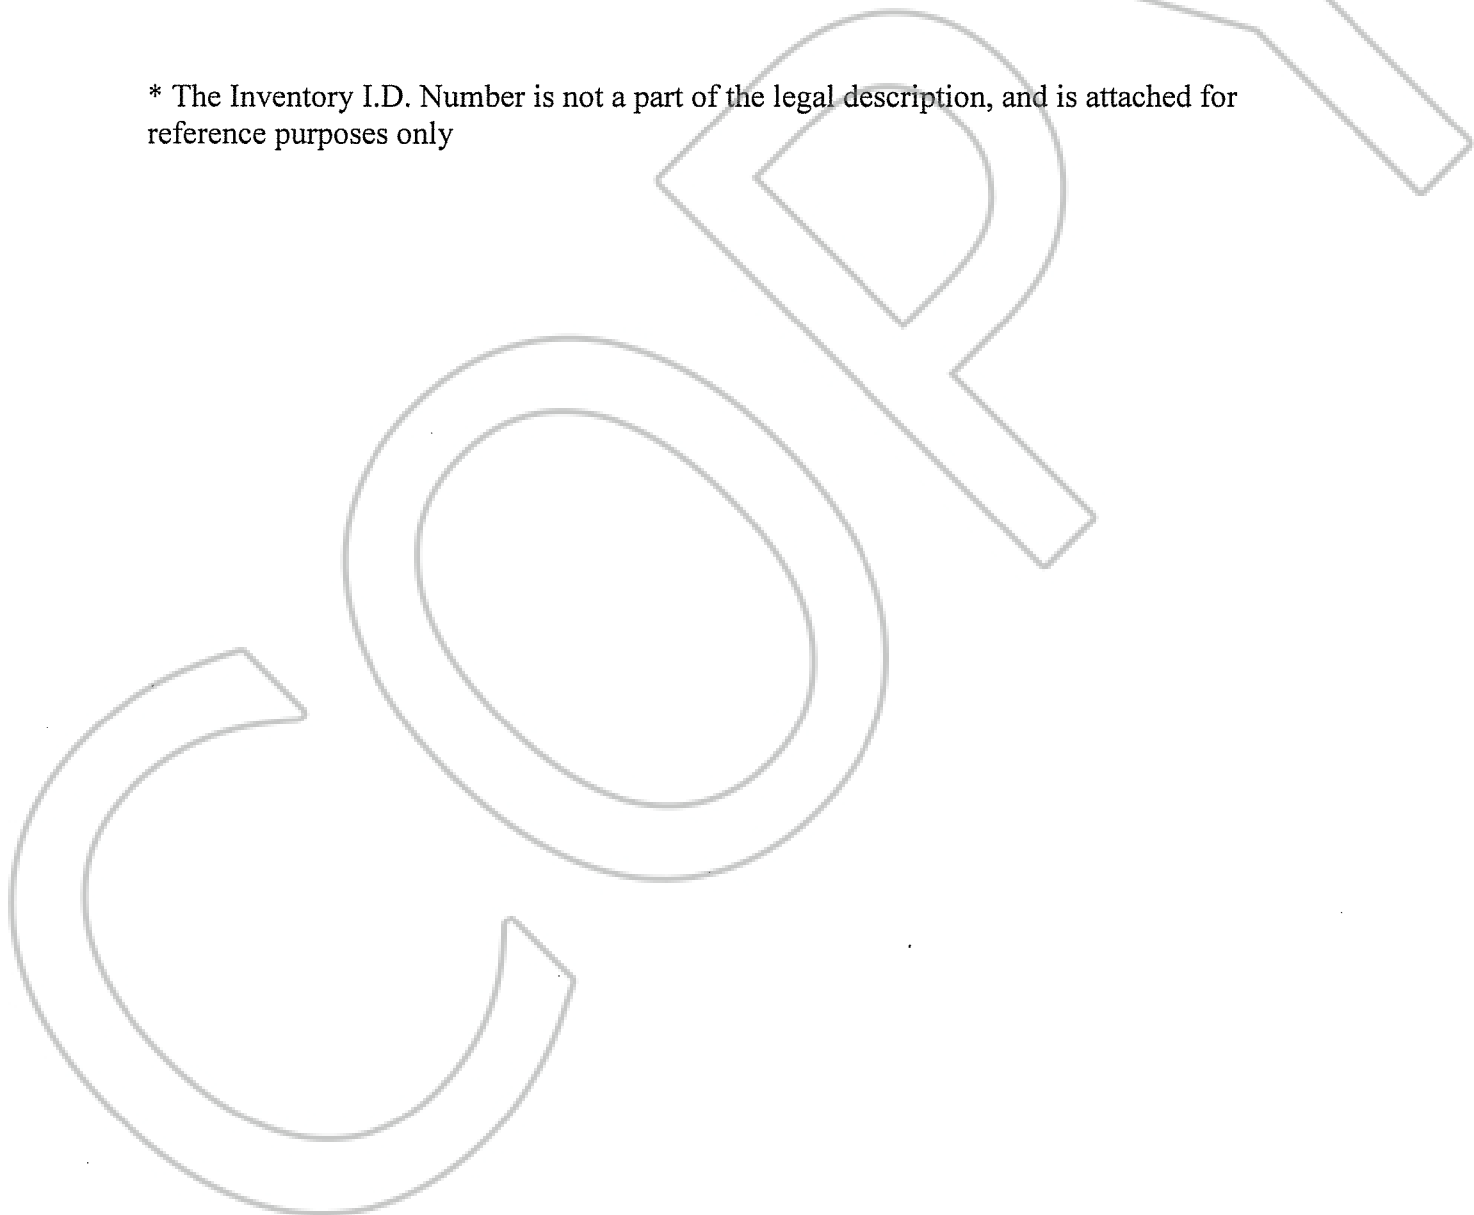 * The Inventory I.D. Number is not a part of the legal description, and is attached for
reference purposes only
COPY